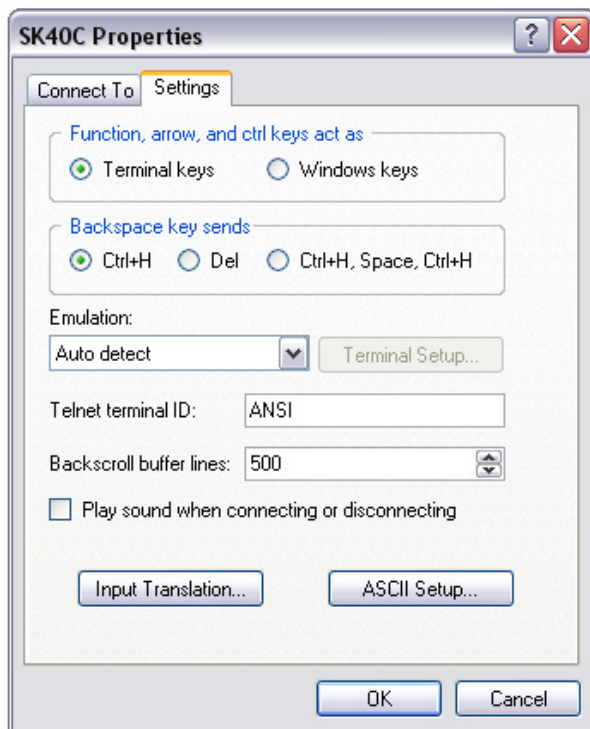 SK40C Properties
Connect To Settings
Function, arrow, and ctrl keys act as
Terminal keys Windows keys
Backspace key sends
Ctrl+H Del Ctrl+H, Space, Ctrl+H
Emulation:
Auto detect Terminal Setup...
Telnet terminal ID: ANSI
Backscroll buffer lines: 500
Play sound when connecting or disconnecting
Input Translation... ASCII Setup...
OK Cancel